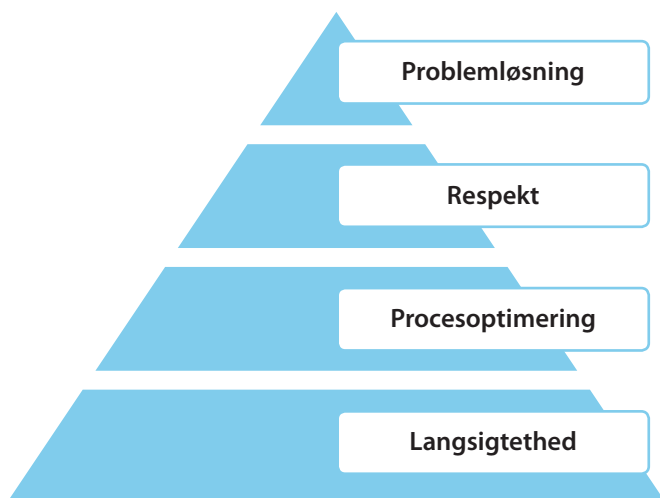 Problemløsning
Respekt
Procesoptimering
Langsigtethed